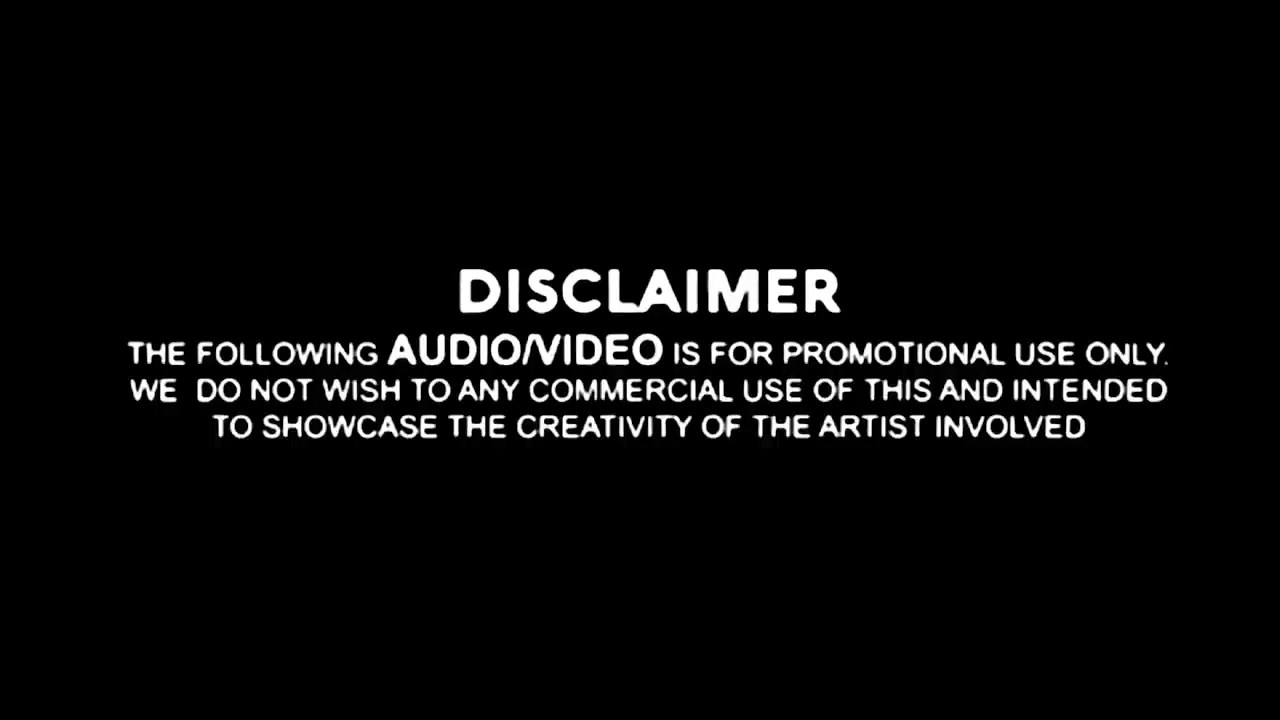 DISCLAIMER
THE FOLLOWING AUDIO/VIDEO IS FOR PROMOTIONAL USE ONLY.
WE DO NOT WISH TO ANY COMMERCIAL USE OF THIS AND INTENDED
TO SHOWCASE THE CREATIVITY OF THE ARTIST INVOLVED